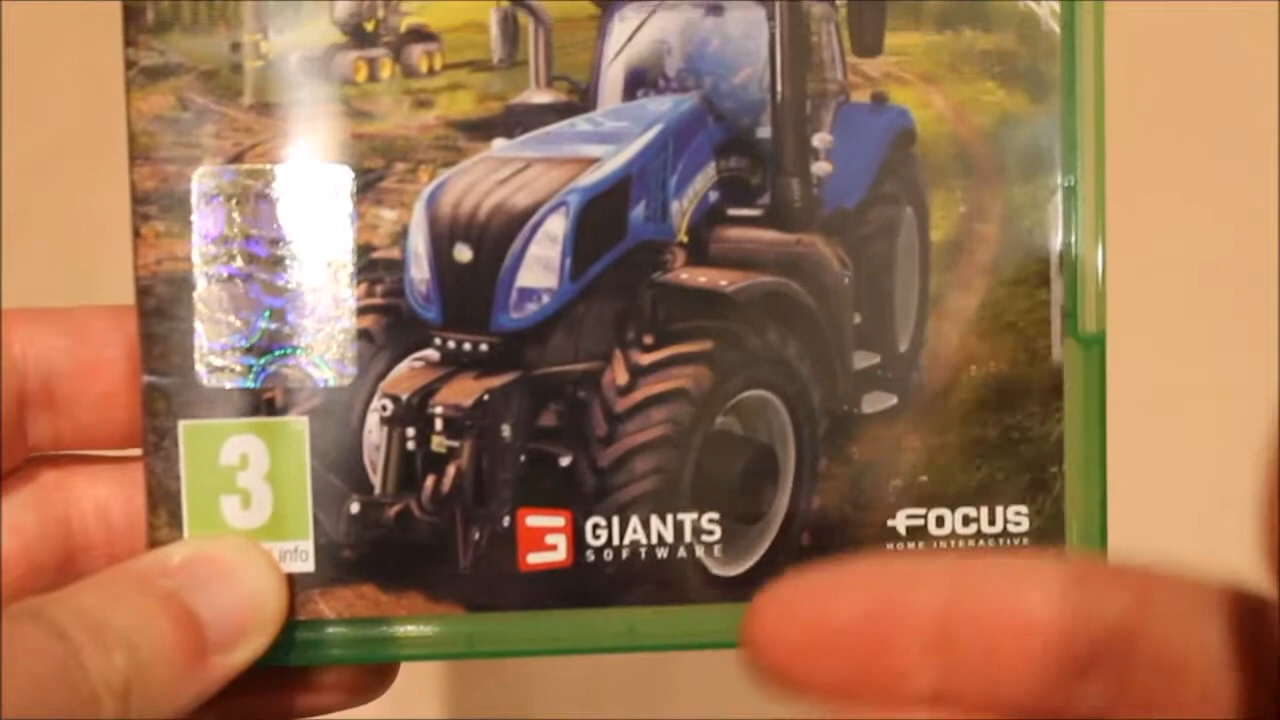 3
.info
GIANTS
SOFTWARE
FOCUS
HOME INTERACTIVE